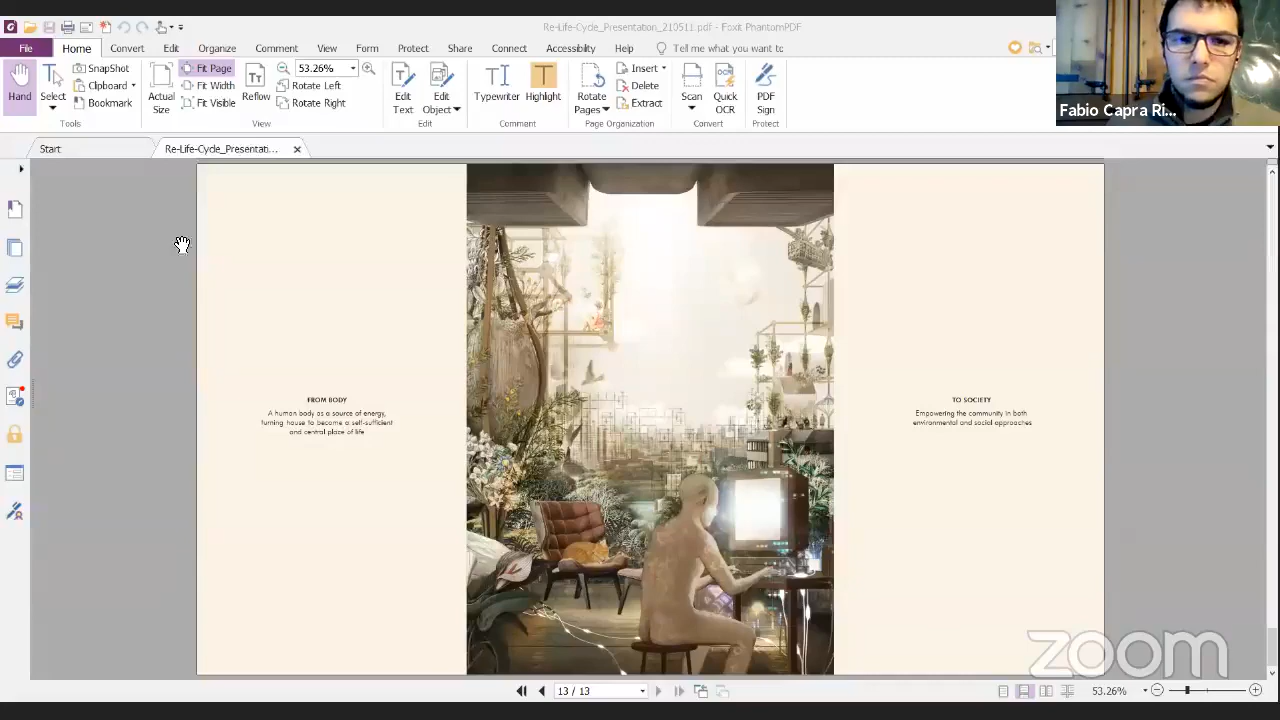 Re-Life-Cycle_Presentation_210511.pdf - Foxit PhantomPDF
File Home Convert Edit Organize Comment View Form Protect Share Connect Accessibility Help Tell me what you want to
Hand
Select
SnapShot
Clipboard
Bookmark
Tools
Actual Size
Fit Page
Fit Width
Fit Visible
Reflow
53.26%
Rotate Left
Rotate Right
View
Edit Text
Edit Object
Edit
Typewriter
Highlight
Comment
Rotate Pages
Insert
Delete
Extract
Page Organization
Scan
Quick OCR
Convert
PDF Sign
Protect
Fabio Capra Ri...
Start
Re-Life-Cycle_Presentati...
FROM BODY
A human body as a source of energy,
turning house to become a self-sufficient
and central place of life
TO SOCIETY
Empowering the community in both
environmental and social approaches
zoom
13 / 13
53.26%